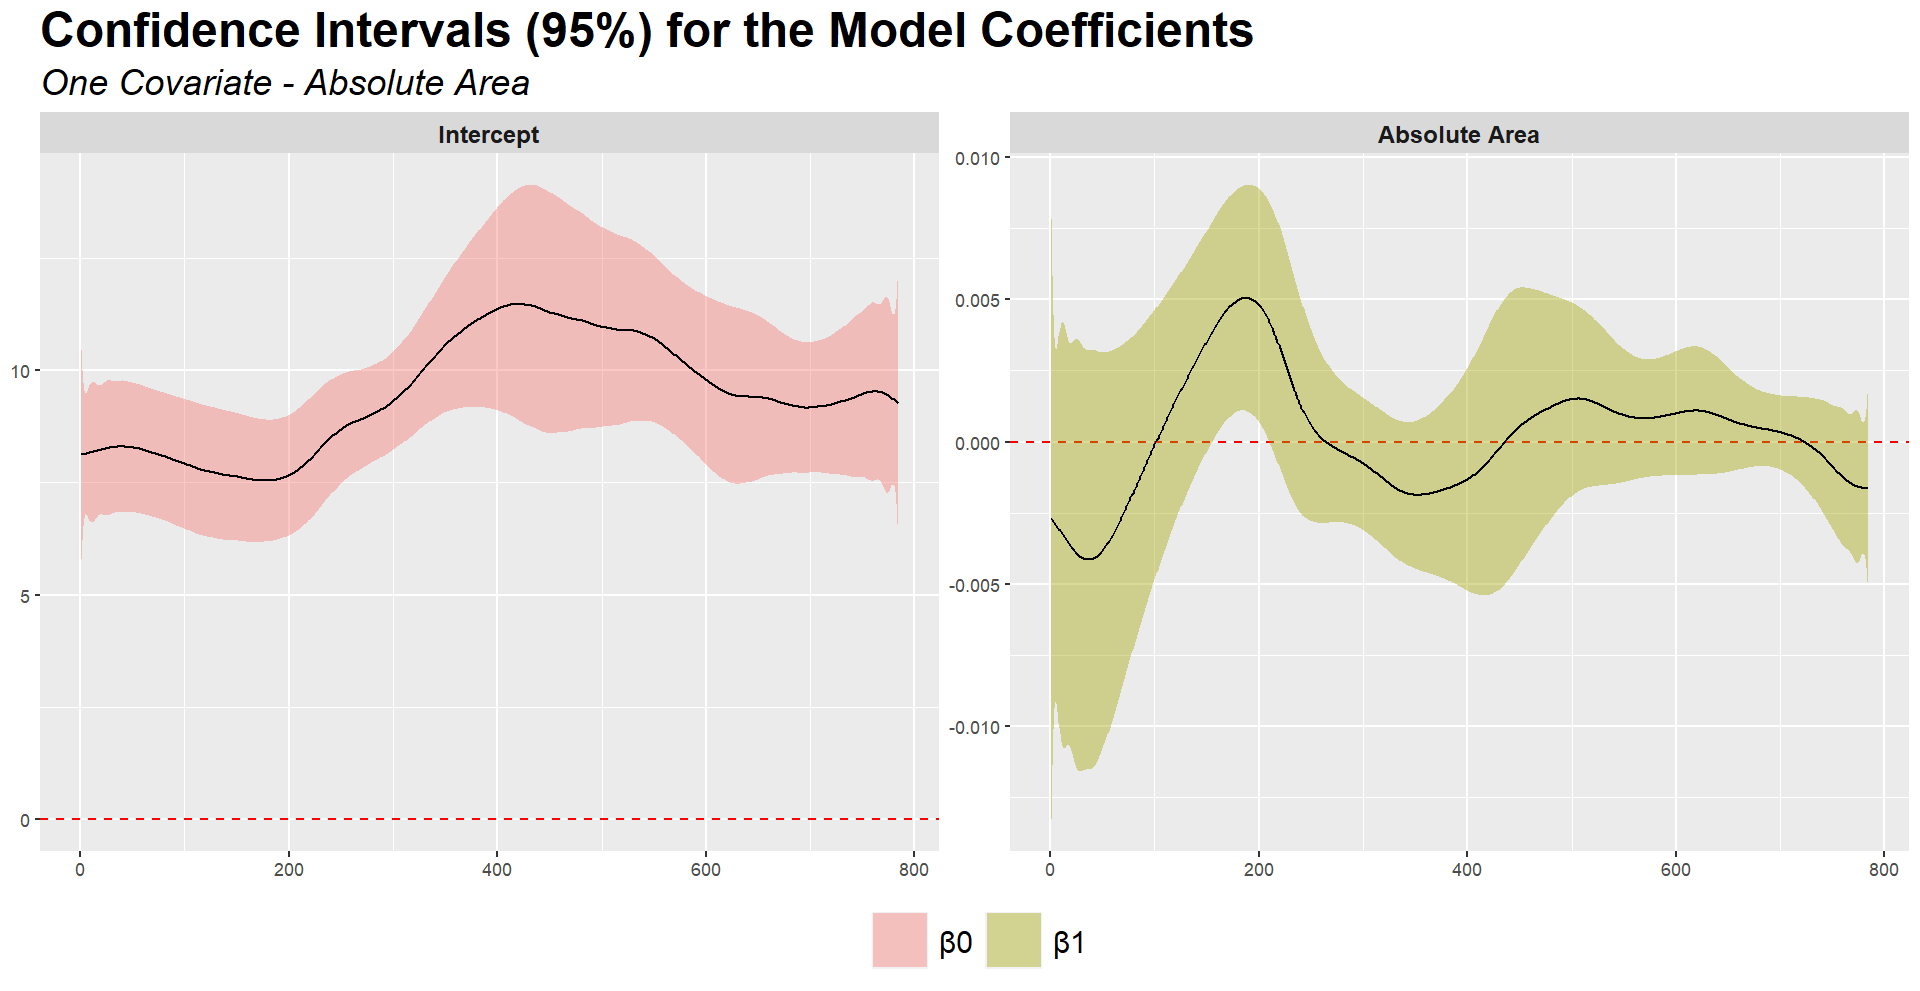 Confidence Intervals (95%) for the Model Coefficients
One Covariate - Absolute Area
Intercept
10
5
0
0 200 400 600 800
Absolute Area
0.010
0.005
0.000
-0.005
-0.010
0 200 400 600 800
β0 β1